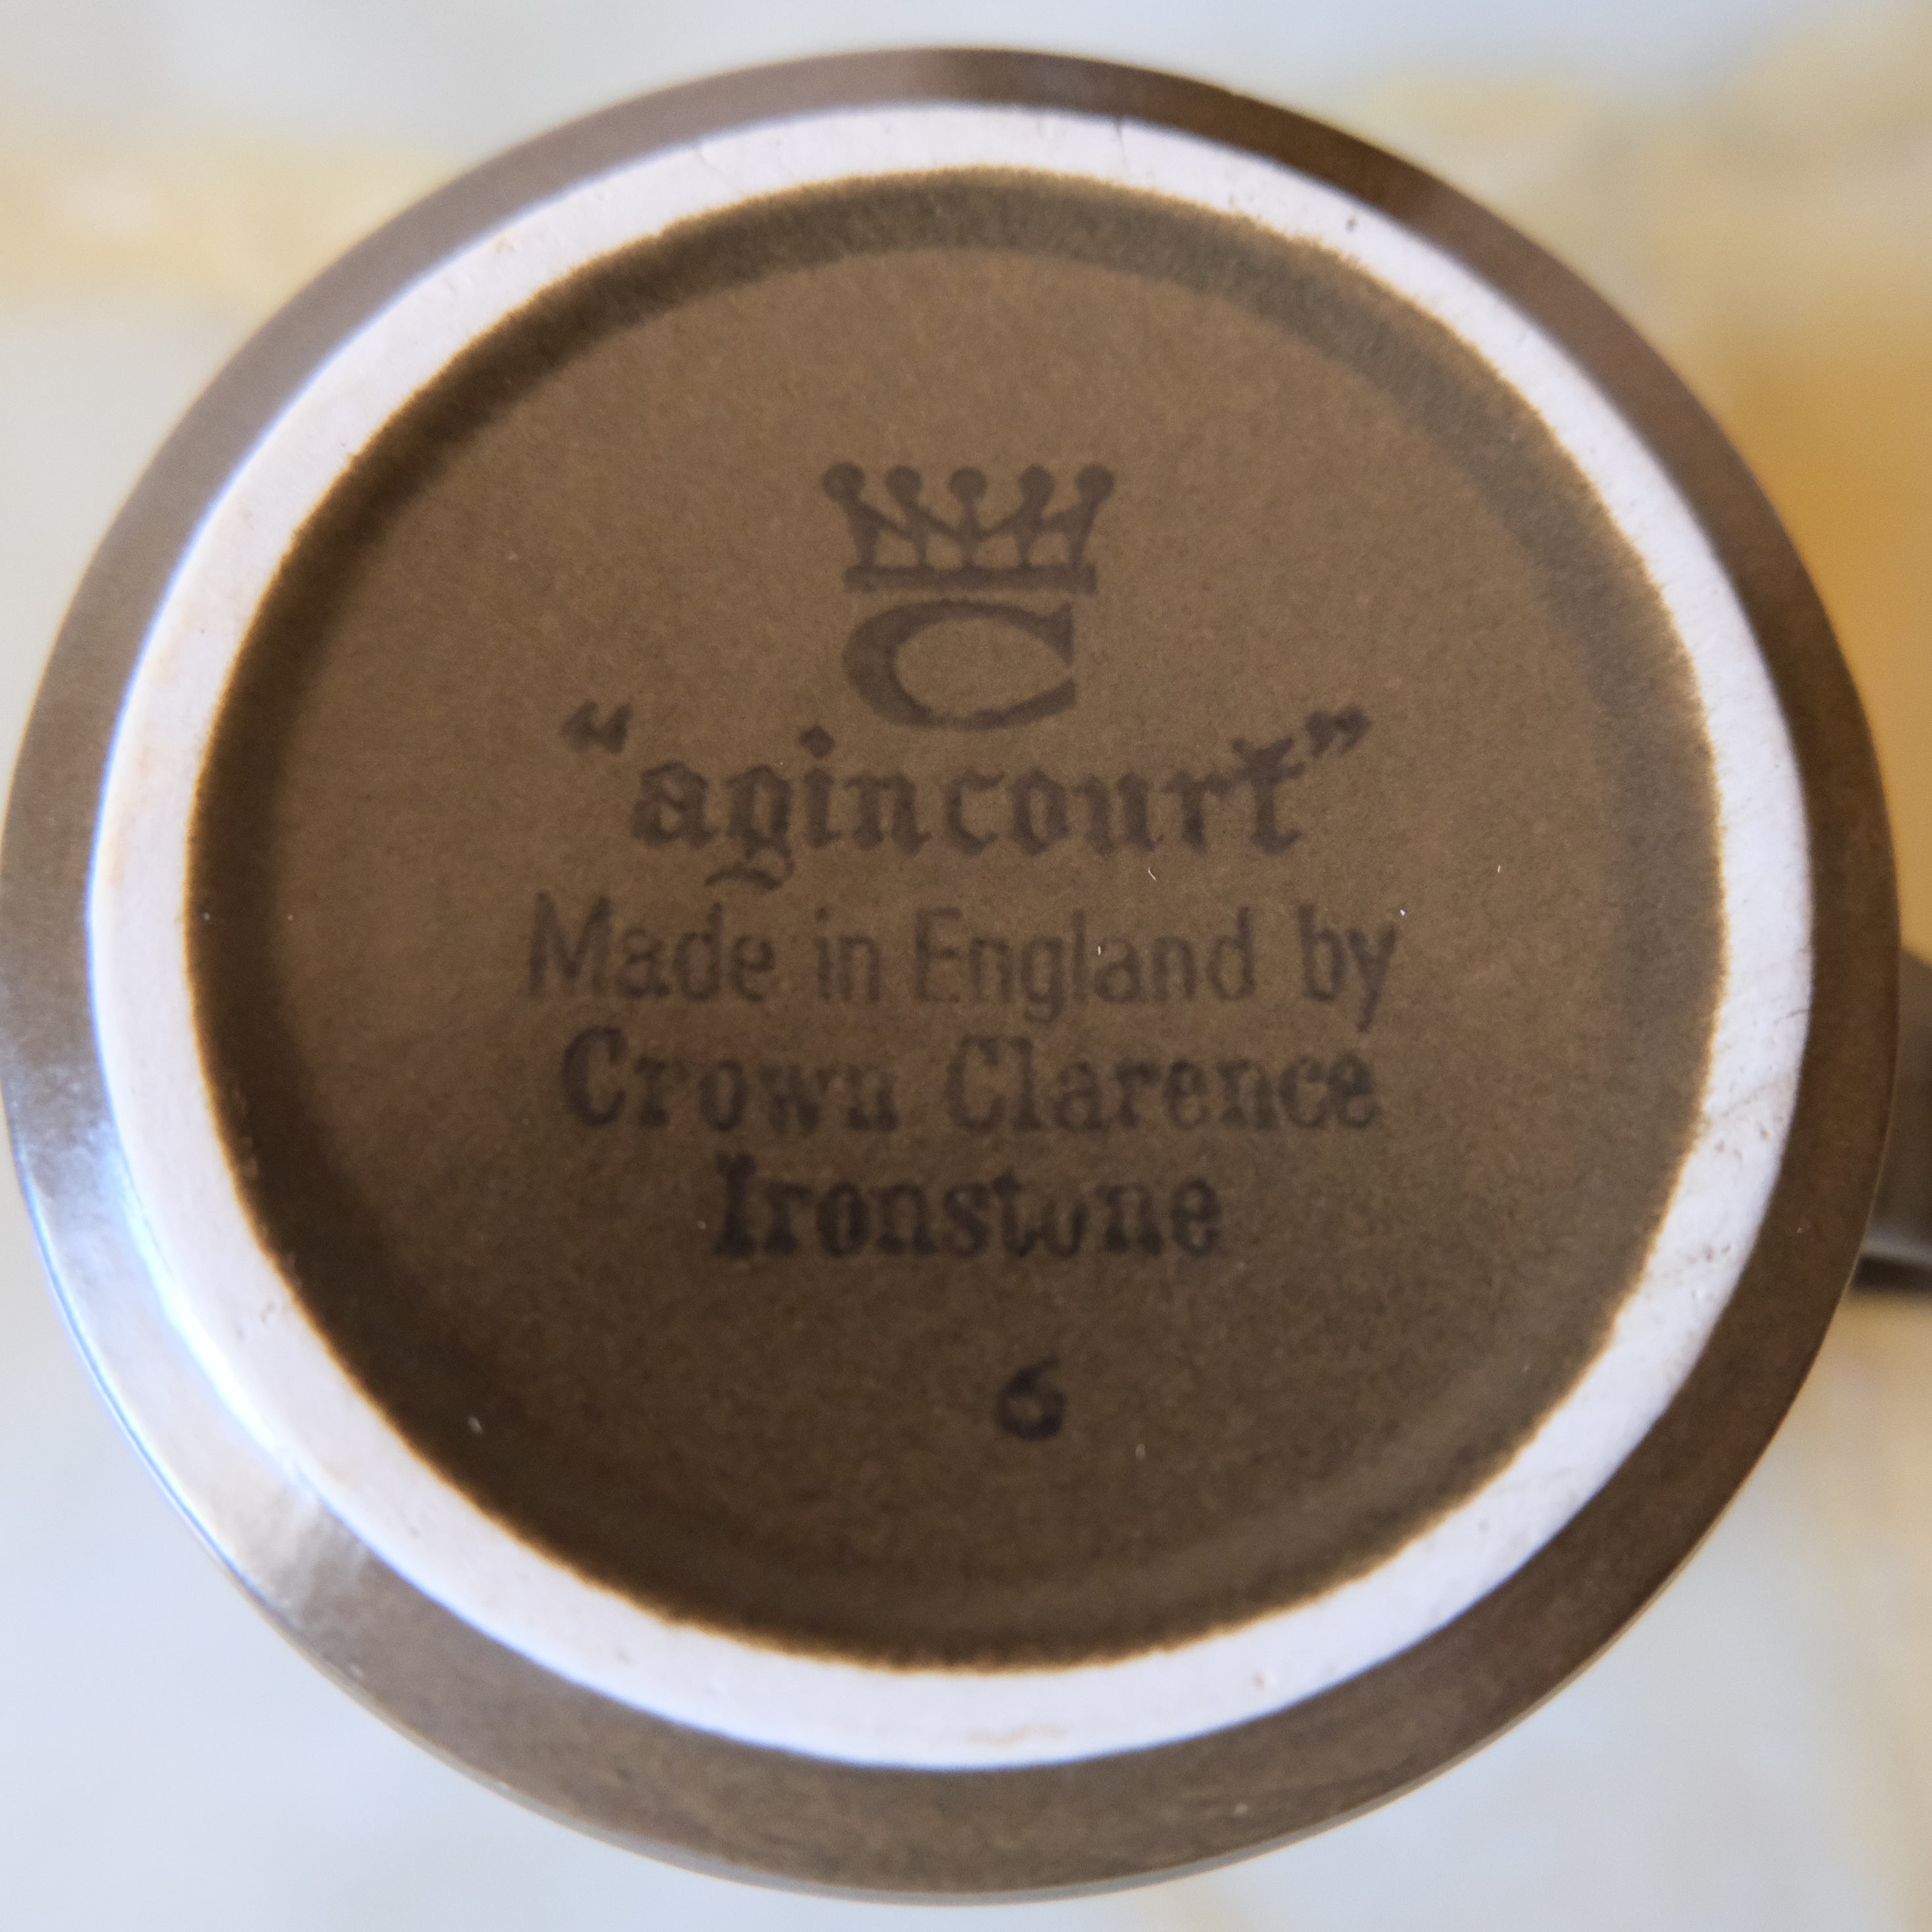 C
“agincourt”
Made in England by
Crown Clarence
Ironstone
6